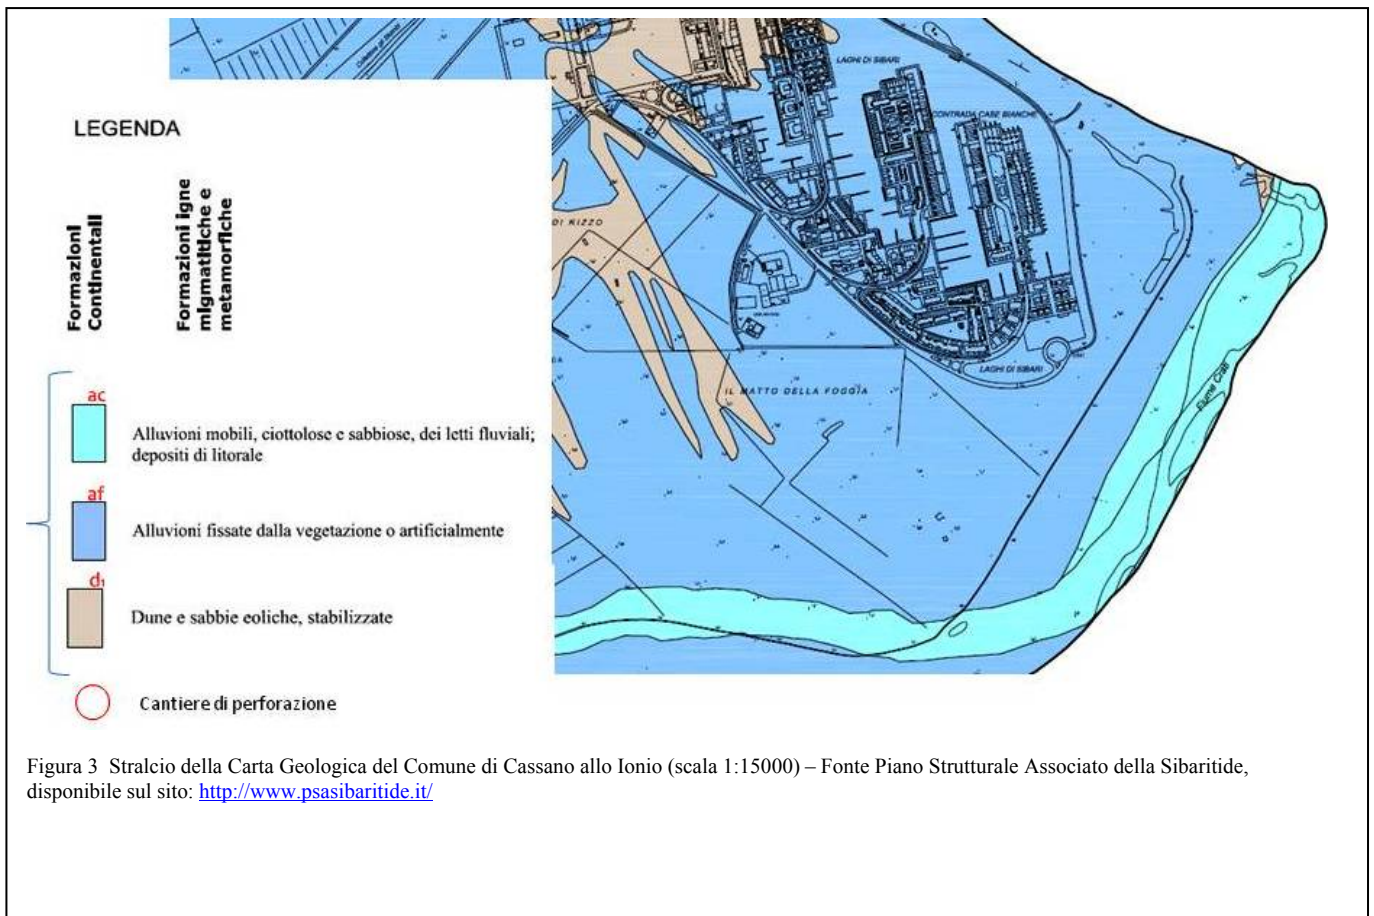 LAGHI DI SIBARI
CONTRADA CASE BIANCHE
LEGENDA
Formazioni
Continentali
Formazioni igne
migmatitiche e
metamorfiche
DI RIZZO
IL MATTO DELLA FOGGIA
LAGHI DI SIBARI
Fiume Crati
ac
Alluvioni mobili, ciottolose e sabbiose, dei letti fluviali;
depositi di litorale
af
Alluvioni fissate dalla vegetazione o artificialmente
d₁
Dune e sabbie eoliche, stabilizzate
Cantiere di perforazione
Figura 3 Stralcio della Carta Geologica del Comune di Cassano allo Ionio (scala 1:15000) – Fonte Piano Strutturale Associato della Sibaritide,
disponibile sul sito: http://www.psasibaritide.it/